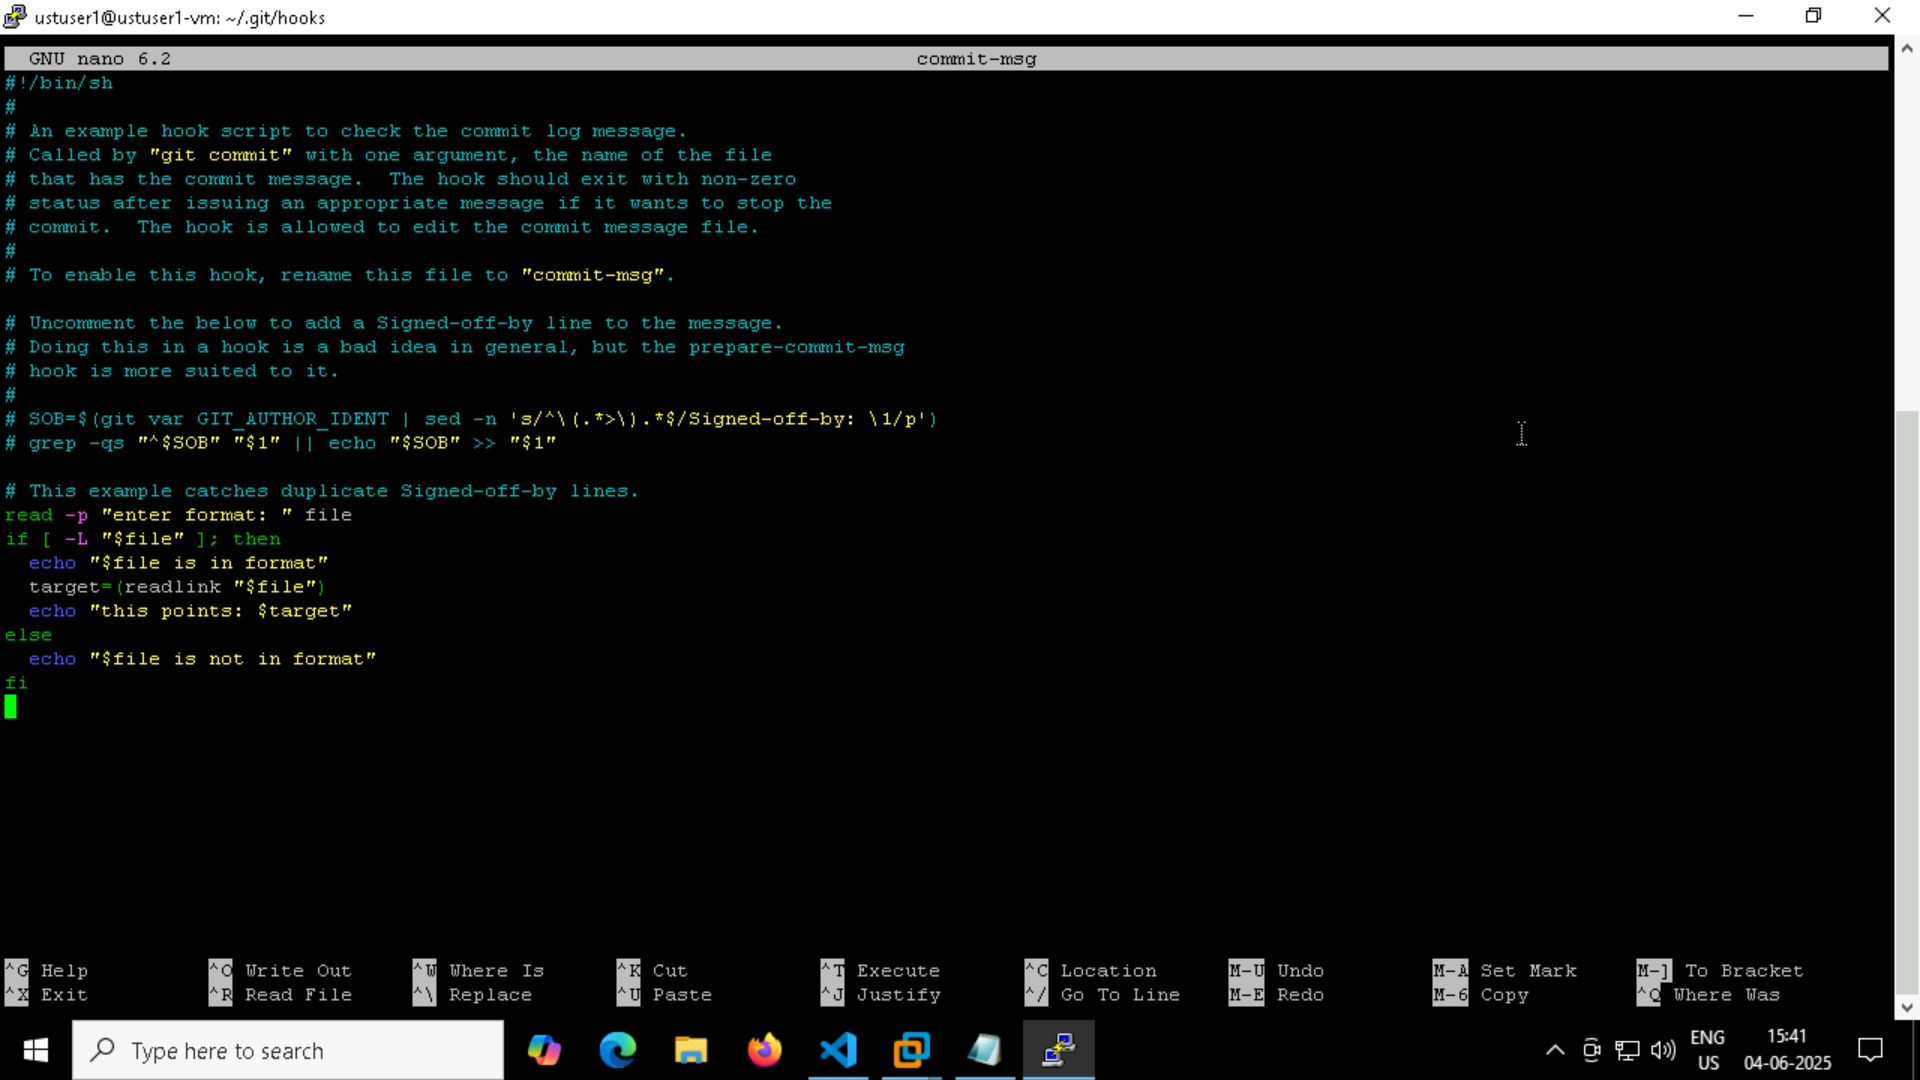 ustuser1@ustuser1-vm: ~/.git/hooks
GNU nano 6.2 commit-msg
#!/bin/sh
#
# An example hook script to check the commit log message.
# Called by "git commit" with one argument, the name of the file
# that has the commit message.  The hook should exit with non-zero
# status after issuing an appropriate message if it wants to stop the
# commit.  The hook is allowed to edit the commit message file.
#
# To enable this hook, rename this file to "commit-msg".

# Uncomment the below to add a Signed-off-by line to the message.
# Doing this in a hook is a bad idea in general, but the prepare-commit-msg
# hook is more suited to it.
#
# SOB=$(git var GIT_AUTHOR_IDENT | sed -n 's/^\(.*>\).*$/Signed-off-by: \1/p')
# grep -qs "^$SOB" "$1" || echo "$SOB" >> "$1"

# This example catches duplicate Signed-off-by lines.
read -p "enter format: " file
if [ -L "$file" ]; then
  echo "$file is in format"
  target=(readlink "$file")
  echo "this points: $target"
else
  echo "$file is not in format"
fi

^G Help ^O Write Out ^W Where Is ^K Cut ^T Execute ^C Location M-U Undo M-A Set Mark M-] To Bracket
^X Exit ^R Read File ^\ Replace ^U Paste ^J Justify ^/ Go To Line M-E Redo M-6 Copy ^Q Where Was
Type here to search
ENG
US
15:41
04-06-2025